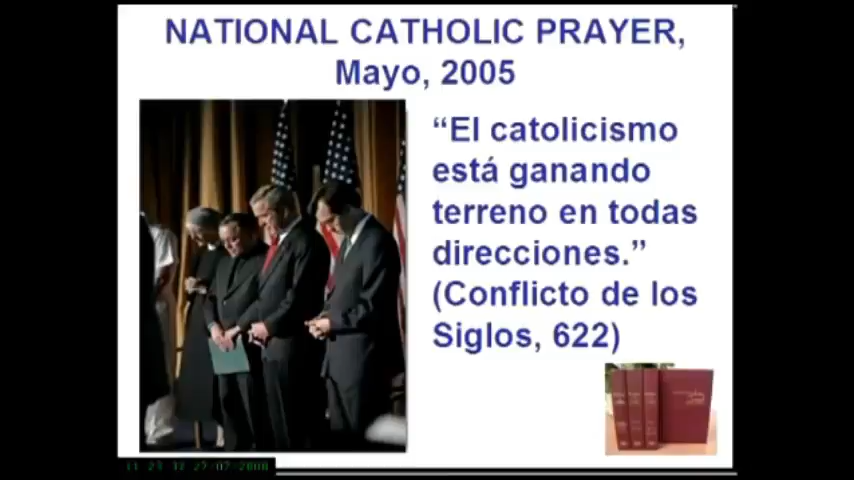 NATIONAL CATHOLIC PRAYER,
Mayo, 2005
“El catolicismo
está ganando
terreno en todas
direcciones.”
(Conflicto de los
Siglos, 622)